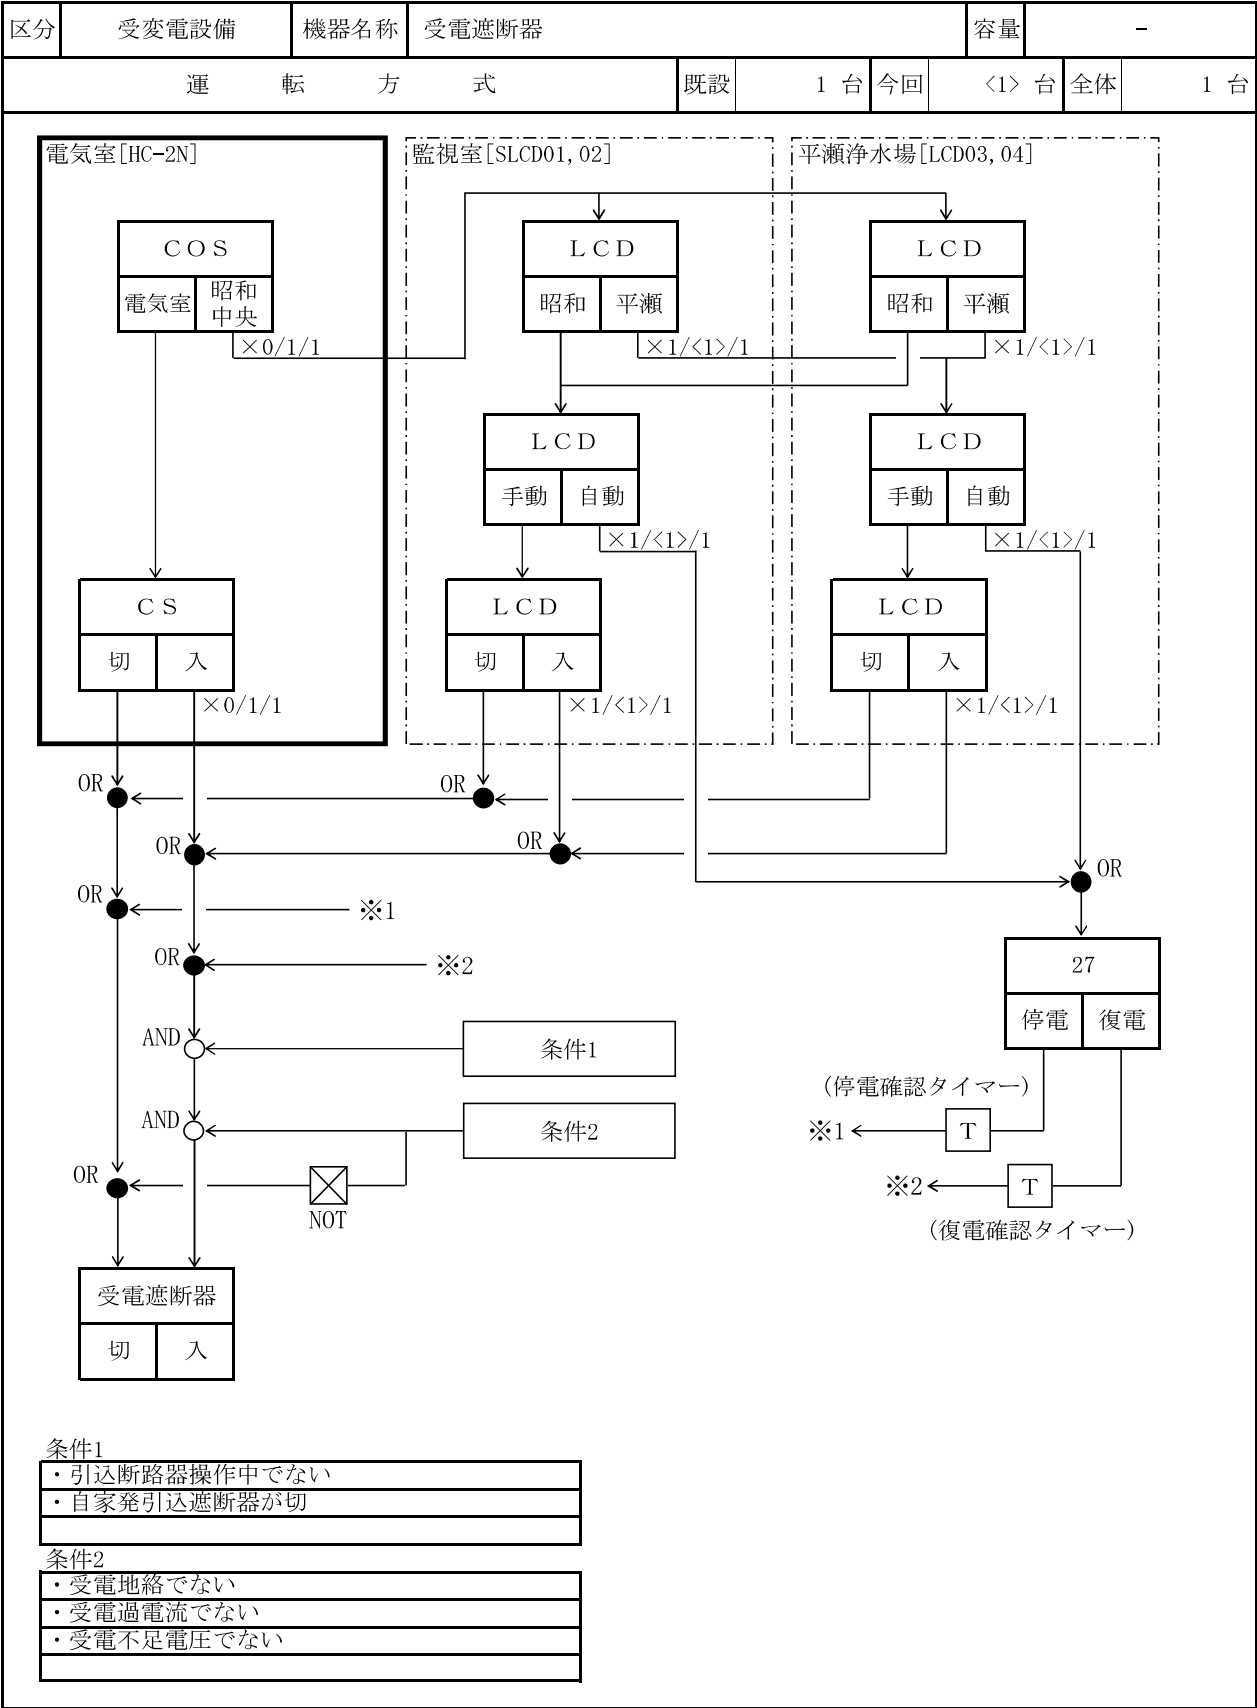 区分 受変電設備 機器名称 受電遮断器 容量 −
運転方式 既設 1 台 今回 <1> 台 全体 1 台
電気室[HC−2N] 監視室[SLCD01,02] 平瀬浄水場[LCD03,04]
ＣＯＳ ＬＣＤ ＬＣＤ
電気室 昭和中央 昭和 平瀬 昭和 平瀬
×0/1/1 ×1/<1>/1 ×1/<1>/1
ＬＣＤ ＬＣＤ
手動 自動 手動 自動
×1/<1>/1 ×1/<1>/1
ＣＳ ＬＣＤ ＬＣＤ
切 入 切 入 切 入
×0/1/1 ×1/<1>/1 ×1/<1>/1
OR OR
OR OR
OR
OR ※1
OR ※2
27
停電 復電
AND 条件1
(停電確認タイマー)
AND 条件2
※1 Ｔ
OR
NOT
※2 Ｔ
(復電確認タイマー)
受電遮断器
切 入
条件1
・引込断路器操作中でない
・自家発引込遮断器が切
条件2
・受電地絡でない
・受電過電流でない
・受電不足電圧でない